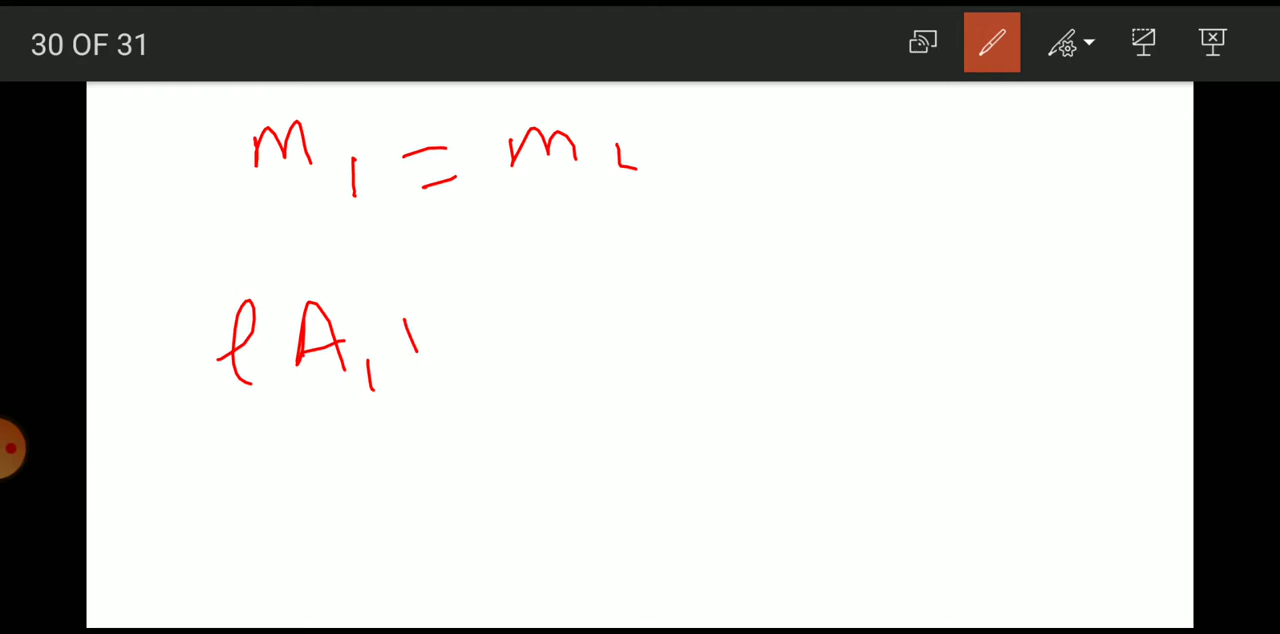 30 OF 31
m₁ = m₂
ρA₁